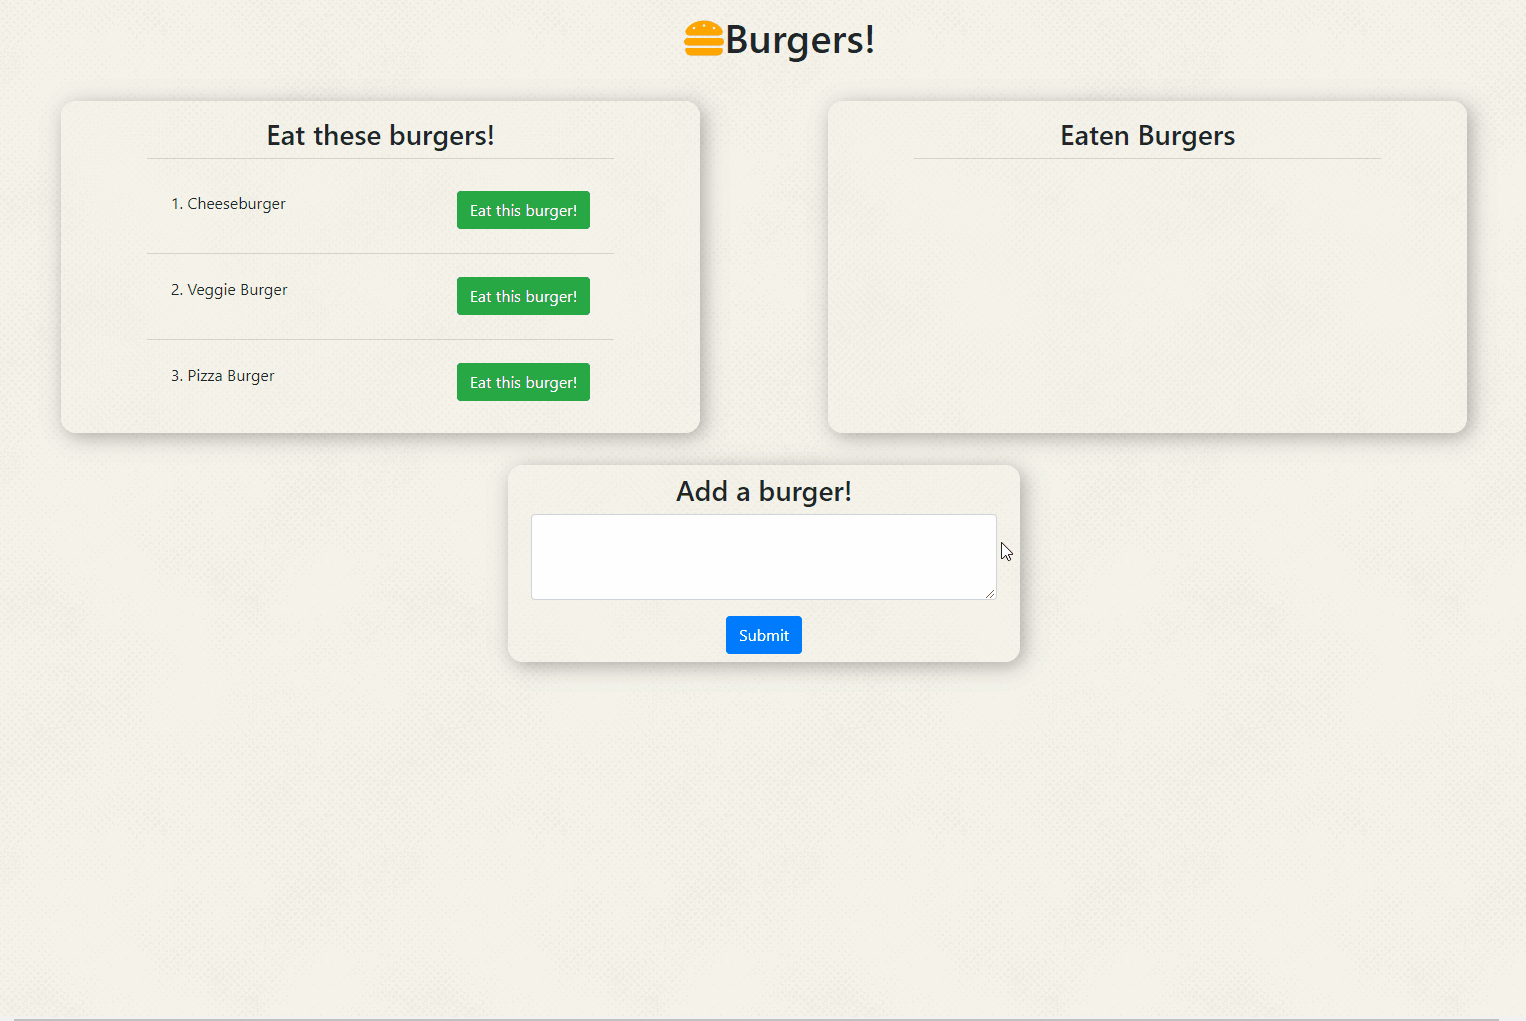 Burgers!
Eat these burgers!
1. Cheeseburger
Eat this burger!
2. Veggie Burger
Eat this burger!
3. Pizza Burger
Eat this burger!
Eaten Burgers
Add a burger!
Submit